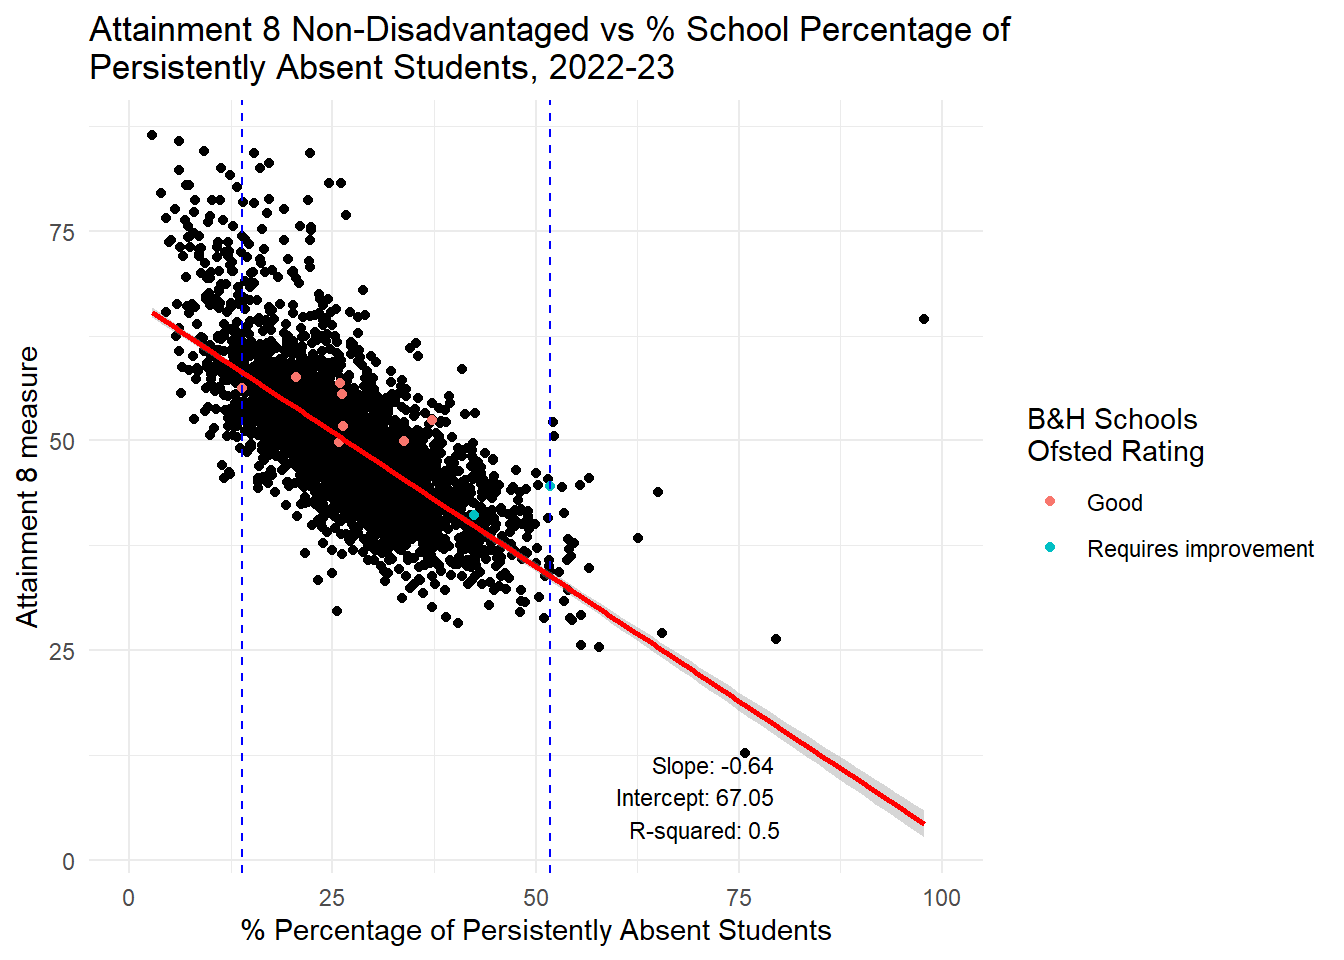 Attainment 8 Non-Disadvantaged vs % School Percentage of
Persistently Absent Students, 2022-23
Attainment 8 measure
75
50
25
0
0
25
50
75
100
% Percentage of Persistently Absent Students
Slope: -0.64
Intercept: 67.05
R-squared: 0.5
B&H Schools
Ofsted Rating
Good
Requires improvement